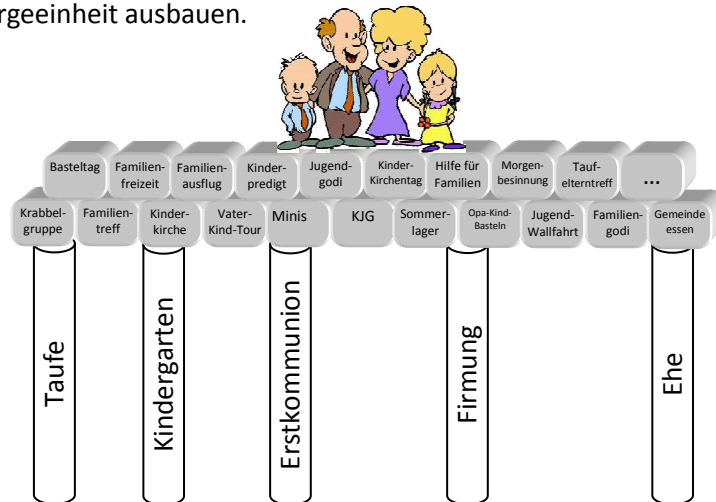 rgeeinheit ausbauen.
Basteltag
Familien-
freizeit
Familien-
ausflug
Kinder-
predigt
Jugend-
godi
Kinder-
Kirchentag
Hilfe für
Familien
Morgen-
besinnung
Tauf-
elterntreff
...
Krabbel-
gruppe
Familien-
treff
Kinder-
kirche
Vater-
Kind-Tour
Minis
KJG
Sommer-
lager
Opa-Kind-
Basteln
Jugend-
Wallfahrt
Familien-
godi
Gemeinde
essen
Taufe
Kindergarten
Erstkommunion
Firmung
Ehe